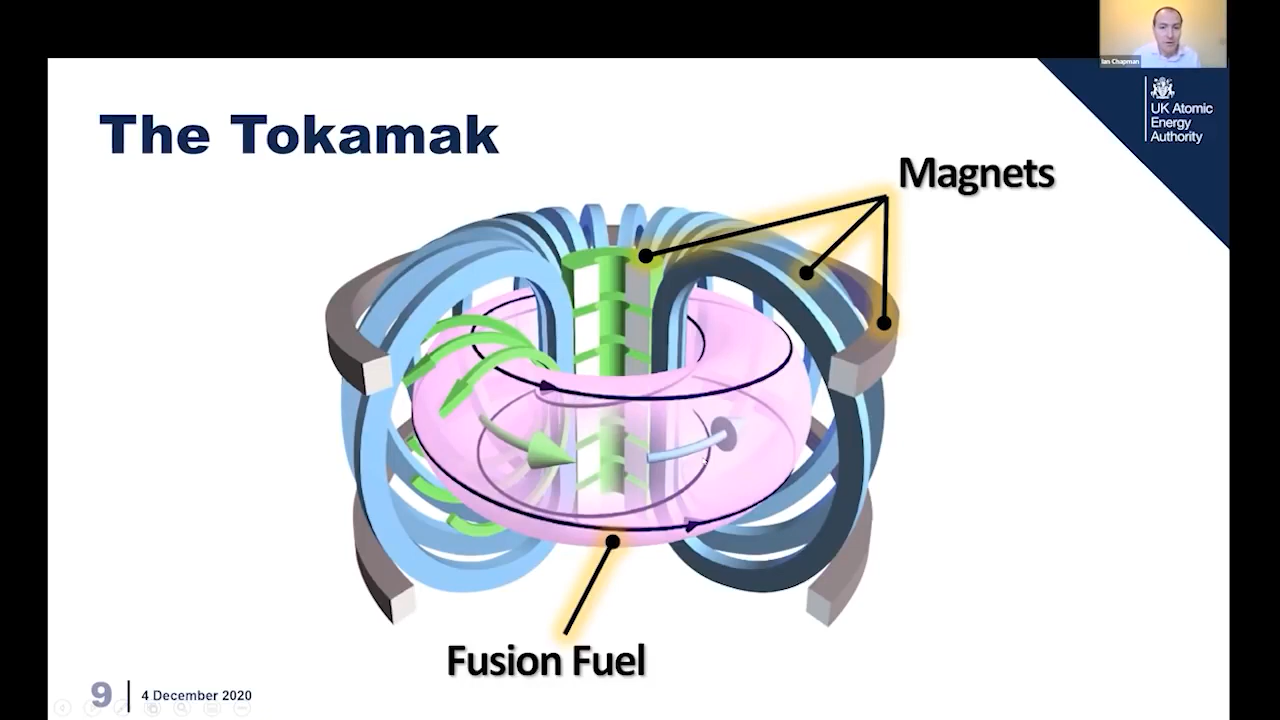 Ian Chapman
UK Atomic
Energy
Authority
The Tokamak
Magnets
Fusion Fuel
9
4 December 2020